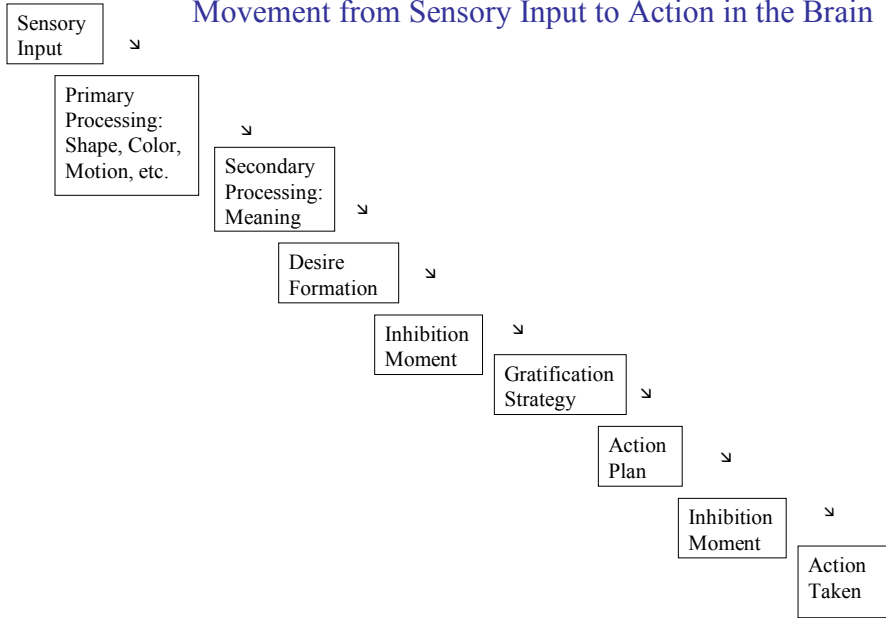 Movement from Sensory Input to Action in the Brain
Sensory
Input
Primary
Processing:
Shape, Color,
Motion, etc.
Secondary
Processing:
Meaning
Desire
Formation
Inhibition
Moment
Gratification
Strategy
Action
Plan
Inhibition
Moment
Action
Taken